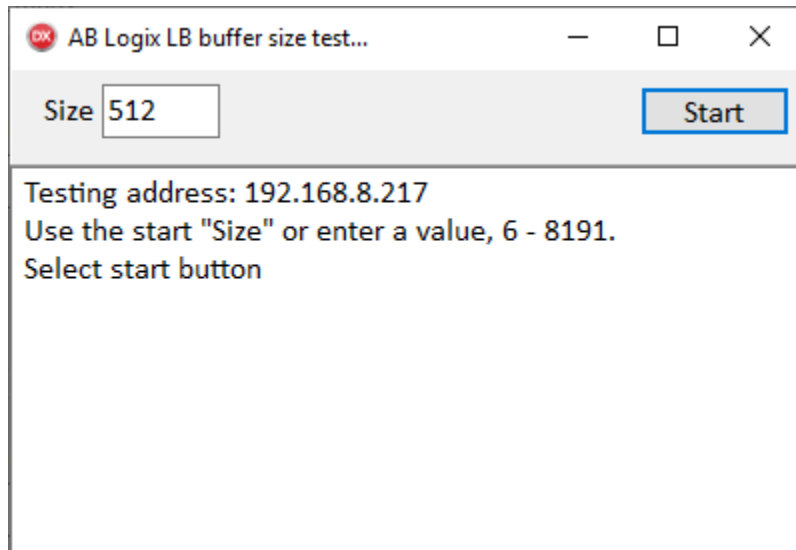 DX AB Logix LB buffer size test...
Size 512 Start
Testing address: 192.168.8.217
Use the start "Size" or enter a value, 6 - 8191.
Select start button